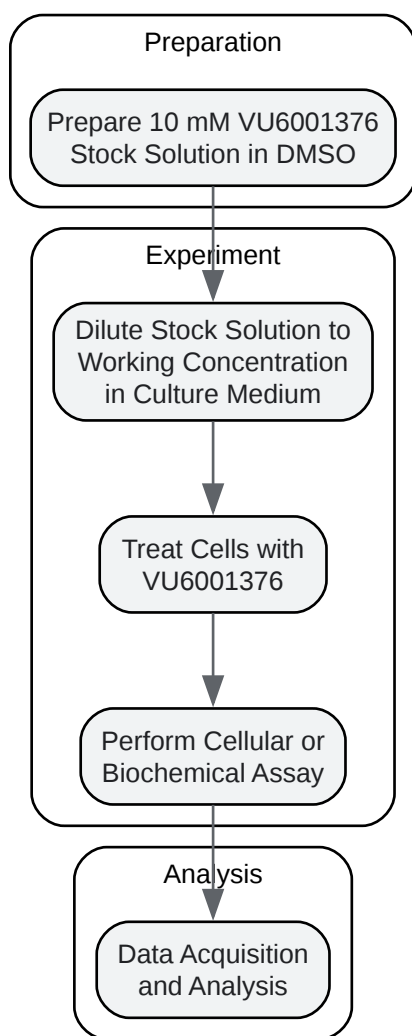 Preparation
Prepare 10 mM VU6001376
Stock Solution in DMSO
Experiment
Dilute Stock Solution to
Working Concentration
in Culture Medium
Treat Cells with
VU6001376
Perform Cellular or
Biochemical Assay
Analysis
Data Acquisition
and Analysis